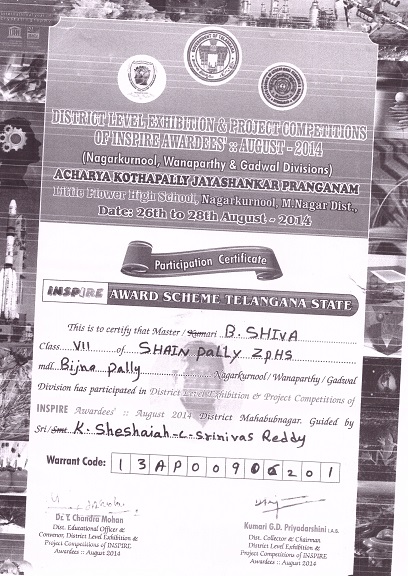 DISTRICT LEVEL EXHIBITION & PROJECT COMPETITIONS
OF INSPIRE AWARDEES' :: AUGUST - 2014
(Nagarkurnool, Wanaparthy & Gadwal Divisions)
ACHARYA KOTHAPALLY JAYASHANKAR PRANGANAM
Little Flower High School, Nagarkurnool, M.Nagar Dist.,
Date: 26th to 28th August - 2014
Participation Certificate
INSPIRE AWARD SCHEME TELANGANA STATE
This is to certify that Master / Kumari B. SHIVA
Class VII of SHAIN Pally ZPHS
mdl. Bijna Pally Nagarkurnool / Wanaparthy / Gadwal
Division has participated in District Level Exhibition & Project Competitions of
INSPIRE Awardees' :: August 2014 District Mahabubnagar. Guided by
Sri / Smt. K. Sheshaiah - C. Srinivas Reddy
Warrant Code: 13AP00906201
Dr. T. Chandra Mohan
Dist. Educational Officer &
Convenor, District Level Exhibition &
Project Competitions of INSPIRE
Awardees :: August 2014
Kumari G.D. Priyadarshini I.A.S.
Dist. Collector & Chairman
District Level Exhibition &
Project Competitions of INSPIRE
Awardees :: August 2014